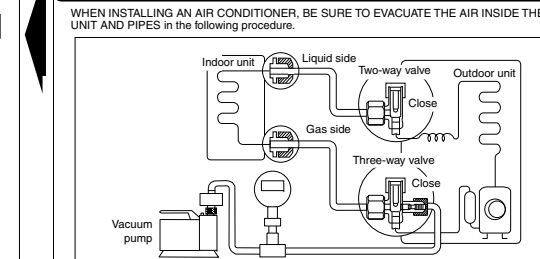 WHEN INSTALLING AN AIR CONDITIONER, BE SURE TO EVACUATE THE AIR INSIDE THE
UNIT AND PIPES in the following procedure.
Indoor unit
Liquid side
Two-way valve
Outdoor unit
Close
Gas side
Three-way valve
Close
Vacuum
pump